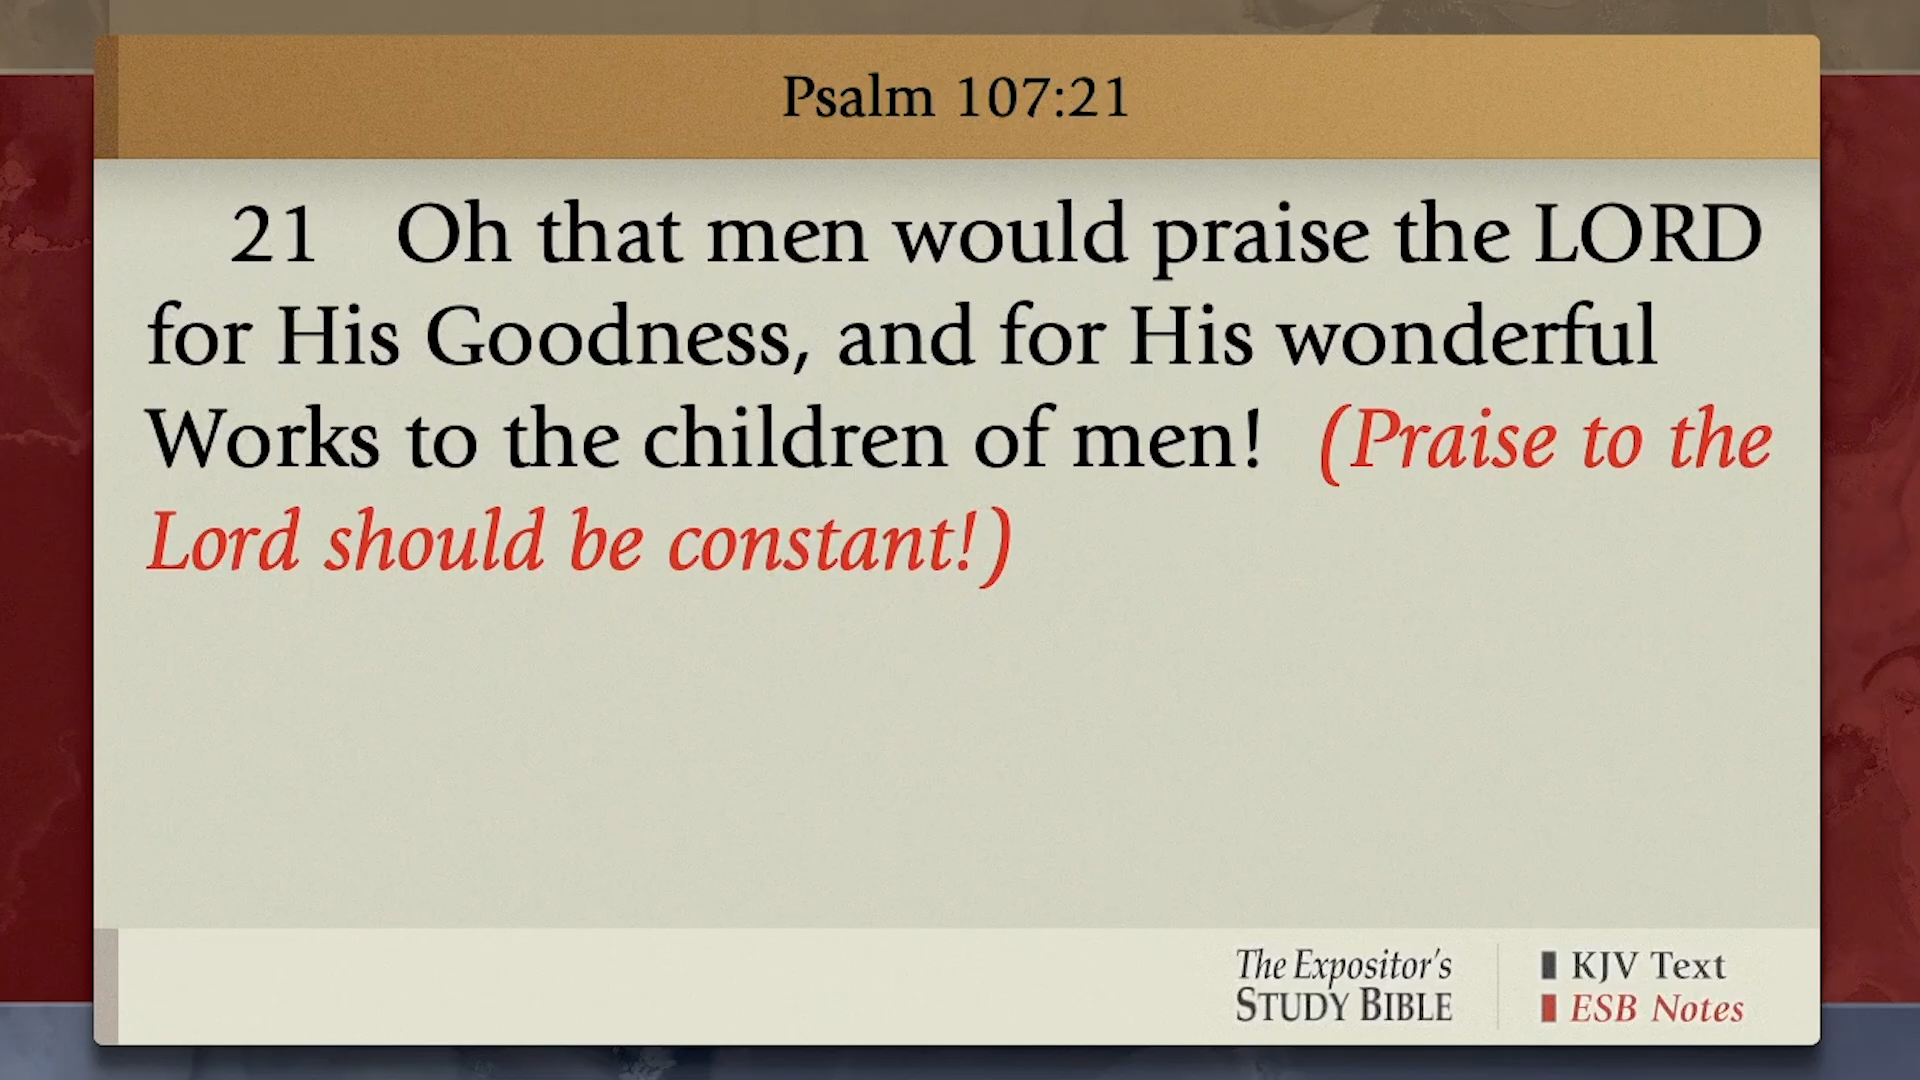 Psalm 107:21
21 Oh that men would praise the LORD
for His Goodness, and for His wonderful
Works to the children of men! (Praise to the
Lord should be constant!)
The Expositor's
STUDY BIBLE
KJV Text
ESB Notes